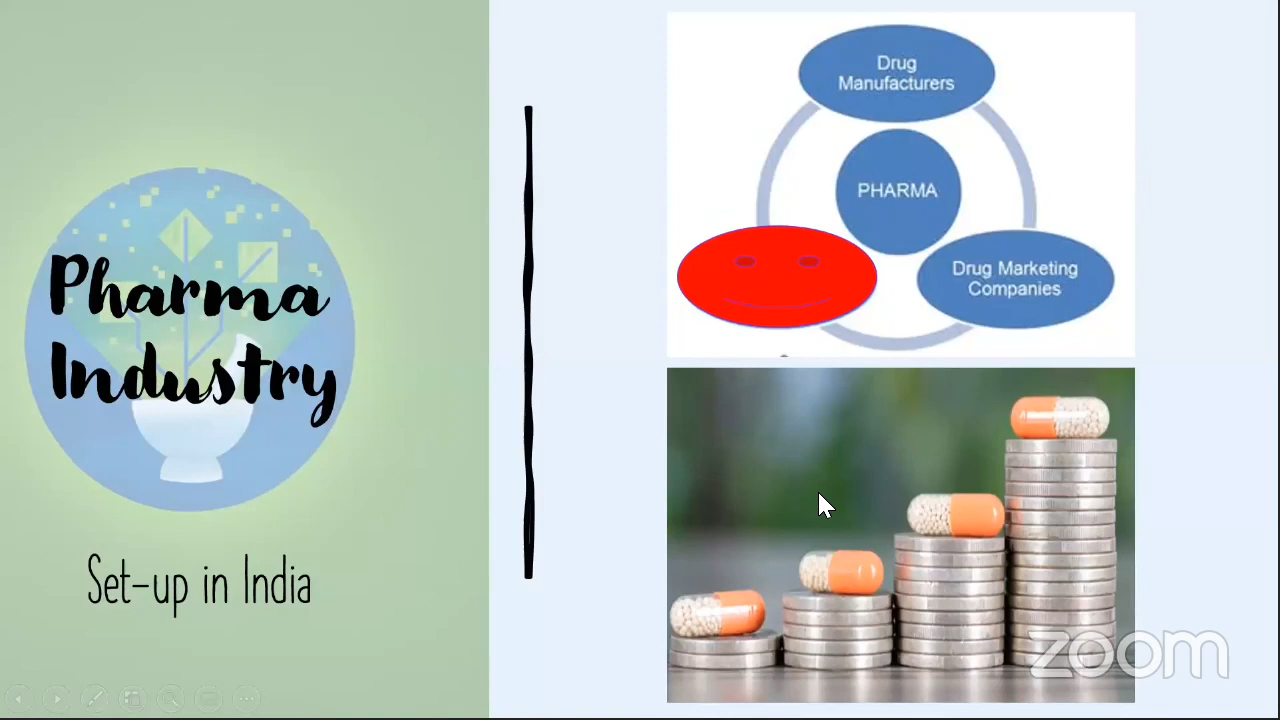 Pharma
Industry
Set-up in India
Drug
Manufacturers
PHARMA
Drug Marketing
Companies
zoom